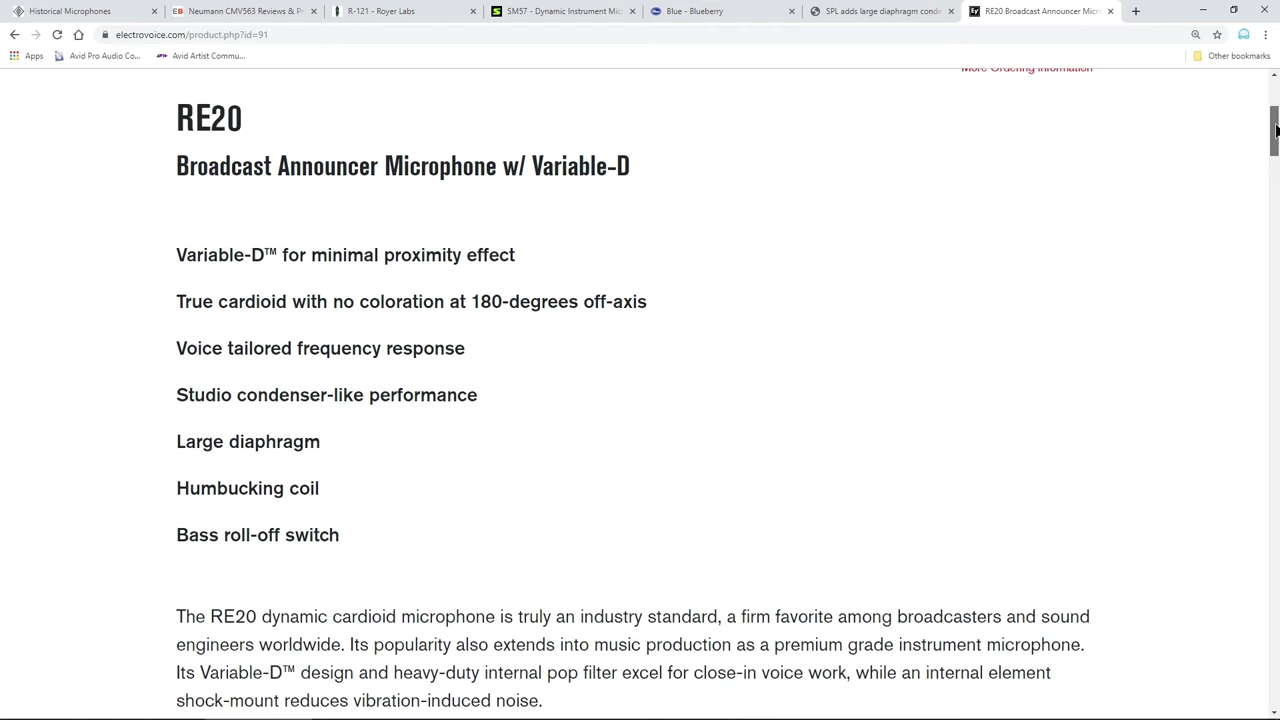 Historical Microphones
Neumann CMV563 Reviews & P
R-121 - Royer Labs
SM57 - Dynamic Instrument Mic
Blue - Blueberry
SPL adds large diaphragm conde
RE20 Broadcast Announcer Micr
electrovoice.com/product.php?id=91
Apps
Avid Pro Audio Co...
Avid Artist Commu...
Other bookmarks
More Ordering Information
RE20
Broadcast Announcer Microphone w/ Variable-D
Variable-D™ for minimal proximity effect
True cardioid with no coloration at 180-degrees off-axis
Voice tailored frequency response
Studio condenser-like performance
Large diaphragm
Humbucking coil
Bass roll-off switch
The RE20 dynamic cardioid microphone is truly an industry standard, a firm favorite among broadcasters and sound
engineers worldwide. Its popularity also extends into music production as a premium grade instrument microphone.
Its Variable-D™ design and heavy-duty internal pop filter excel for close-in voice work, while an internal element
shock-mount reduces vibration-induced noise.